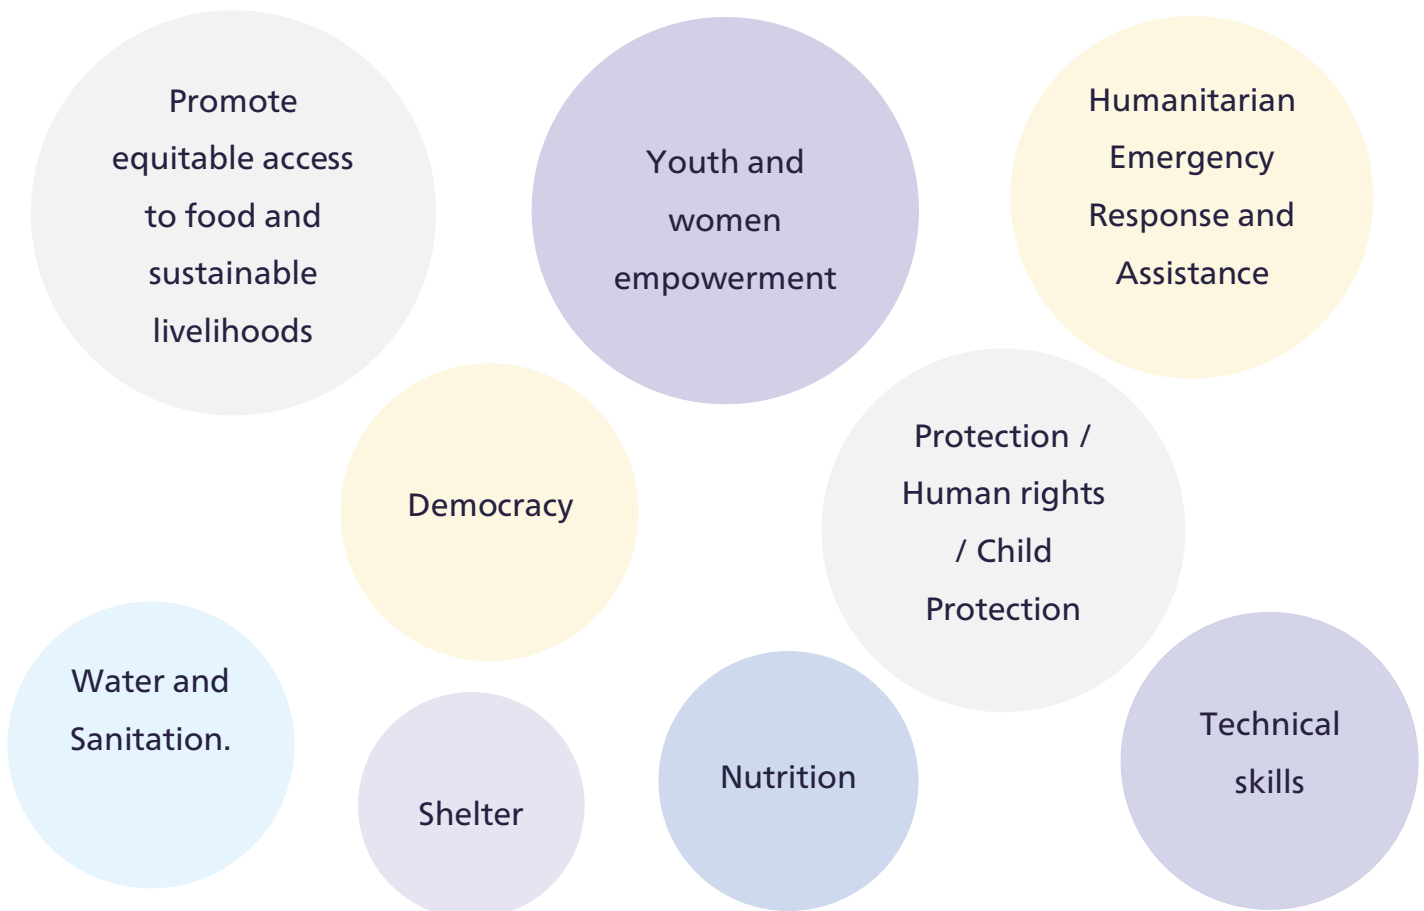 Promote
equitable access
to food and
sustainable
livelihoods
Youth and
women
empowerment
Humanitarian
Emergency
Response and
Assistance
Democracy
Protection /
Human rights
/ Child
Protection
Water and
Sanitation.
Shelter
Nutrition
Technical
skills